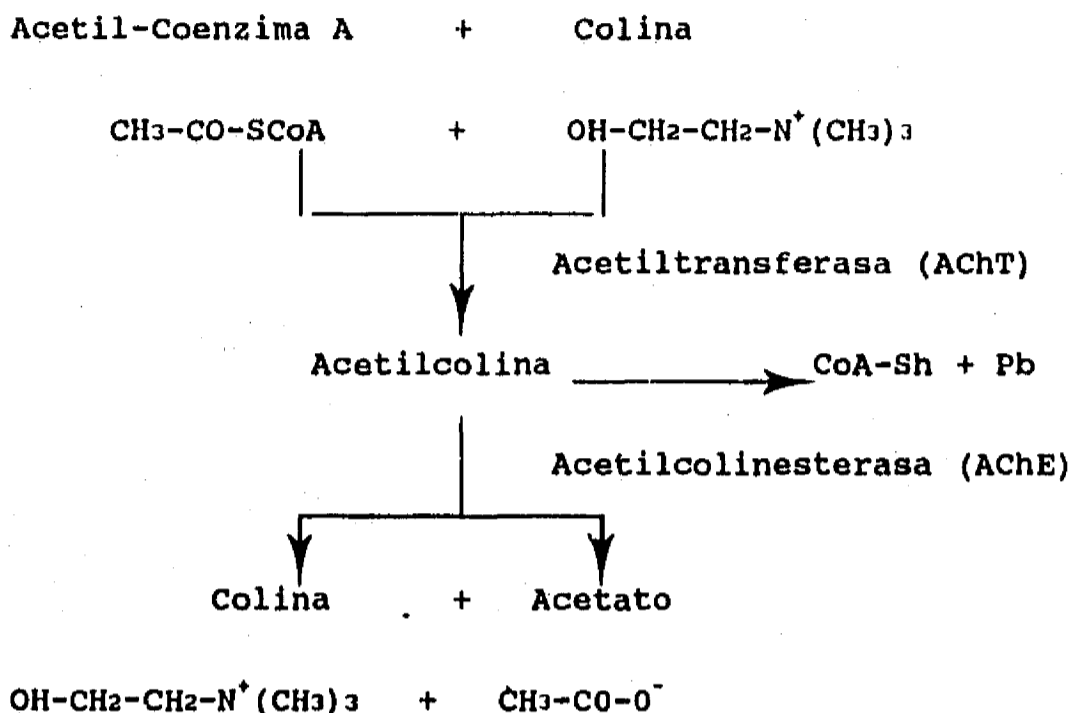 Acetil-Coenzima A + Colina
CH3-CO-SCoA + OH-CH2-CH2-N+(CH3)3
Acetiltransferasa (AChT)
Acetilcolina CoA-Sh + Pb
Acetilcolinesterasa (AChE)
Colina + Acetato
OH-CH2-CH2-N+(CH3)3 + CH3-CO-O-